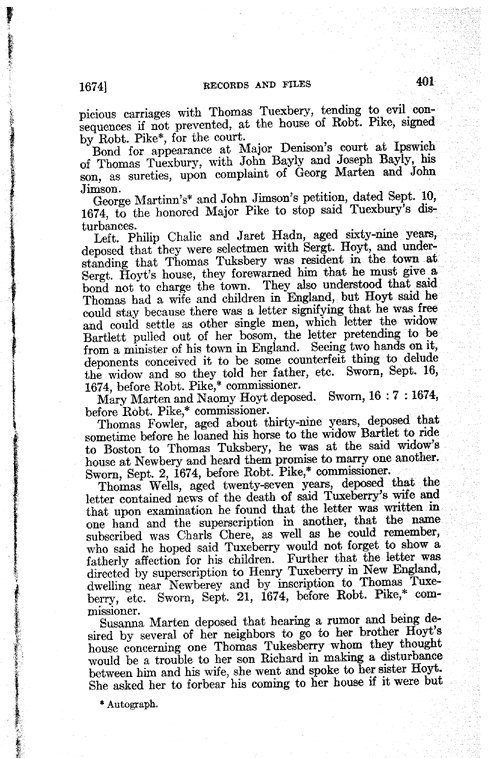 1674] RECORDS AND FILES 401
picious carriages with Thomas Tuexbery, tending to evil con-
sequences if not prevented, at the house of Robt. Pike, signed
by Robt. Pike*, for the court.
Bond for appearance at Major Denison's court at Ipswich
of Thomas Tuexbury, with John Bayly and Joseph Bayly, his
son, as sureties, upon complaint of Georg Marten and John
Jimson.
George Martinn's* and John Jimson's petition, dated Sept. 10,
1674, to the honored Major Pike to stop said Tuexbury's dis-
turbances.
Left. Philip Chalic and Jaret Hadn, aged sixty-nine years,
deposed that they were selectmen with Sergt. Hoyt, and under-
standing that Thomas Tuksbery was resident in the town at
Sergt. Hoyt's house, they forewarned him that he must give a
bond not to charge the town. They also understood that said
Thomas had a wife and children in England, but Hoyt said he
could stay because there was a letter signifying that he was free
and could settle as other single men, which letter the widow
Bartlett pulled out of her bosom, the letter pretending to be
from a minister of his town in England. Seeing two hands on it,
deponents conceived it to be some counterfeit thing to delude
the widow and so they told her father, etc. Sworn, Sept. 16,
1674, before Robt. Pike,* commissioner.
Mary Marten and Naomy Hoyt deposed. Sworn, 16 : 7 : 1674,
before Robt. Pike,* commissioner.
Thomas Fowler, aged about thirty-nine years, deposed that
sometime before he loaned his horse to the widow Bartlet to ride
to Boston to Thomas Tuksbery, he was at the said widow's
house at Newbery and heard them promise to marry one another.
Sworn, Sept. 2, 1674, before Robt. Pike,* commissioner.
Thomas Wells, aged twenty-seven years, deposed that the
letter contained news of the death of said Tuxeberry's wife and
that upon examination he found that the letter was written in
one hand and the superscription in another, that the name
subscribed was Charls Chere, as well as he could remember,
who said he hoped said Tuxeberry would not forget to show a
fatherly affection for his children. Further that the letter was
directed by superscription to Henry Tuxeberry in New England,
dwelling near Newberey and by inscription to Thomas Tuxe-
berry, etc. Sworn, Sept. 21, 1674, before Robt. Pike,* com-
missioner.
Susanna Marten deposed that hearing a rumor and being de-
sired by several of her neighbors to go to her brother Hoyt's
house concerning one Thomas Tukesberry whom they thought
would be a trouble to her son Richard in making a disturbance
between him and his wife, she went and spoke to her sister Hoyt.
She asked her to forbear his coming to her house if it were but
* Autograph.